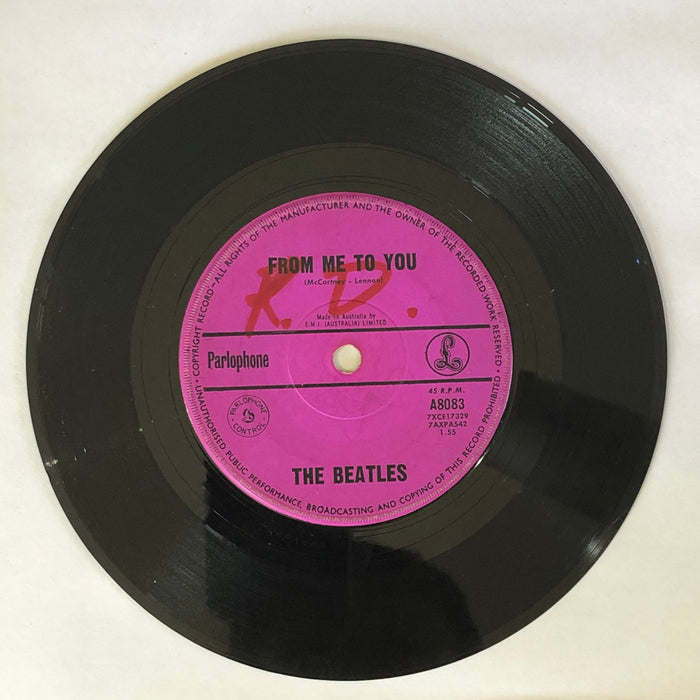 COPYRIGHT RECORD—ALL RIGHTS OF THE MANUFACTURER AND THE OWNER OF THE RECORDED WORK RESERVED •
FROM ME TO YOU
(McCartney - Lennon)
K. D.
Made in Australia by
E.M.I. (AUSTRALIA) LIMITED
Parlophone
£
45 R.P.M.
A8083
7XCE17329
7AXPA542
1.55
PARLOPHONE
CONTROL
THE BEATLES
UNAUTHORISED PUBLIC PERFORMANCE, BROADCASTING AND COPYING OF THIS RECORD PROHIBITED •